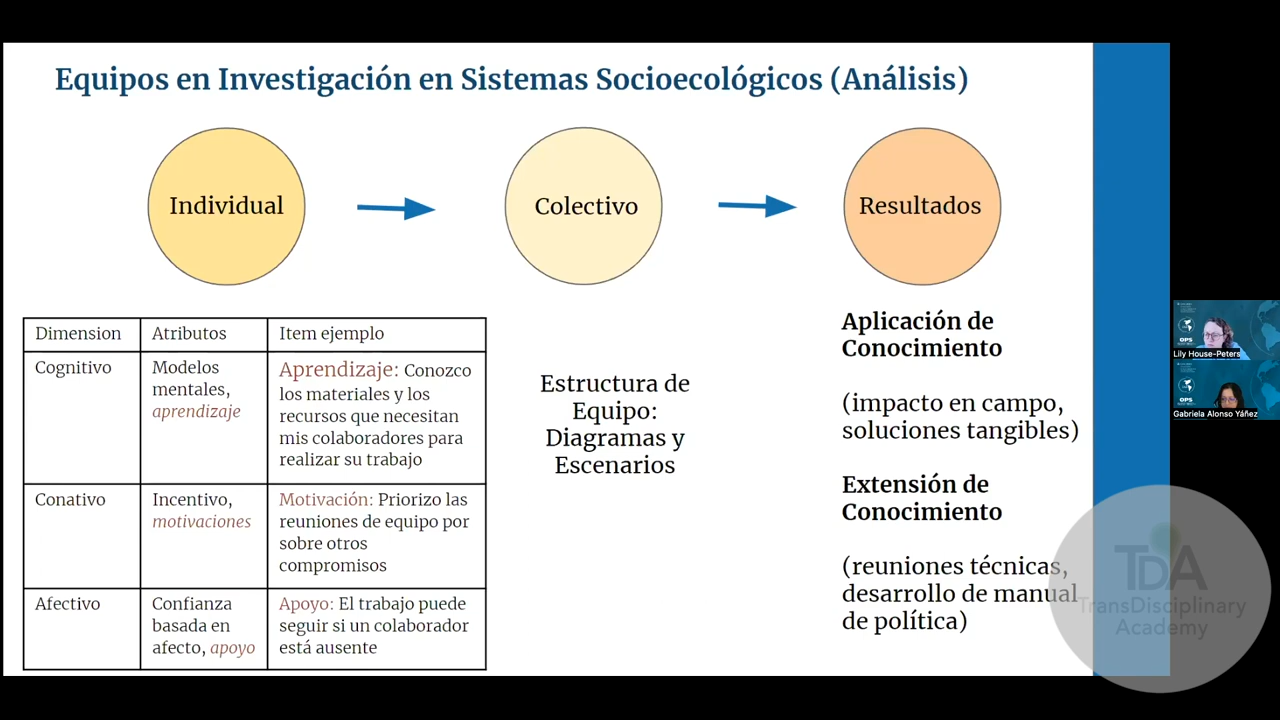 Equipos en Investigación en Sistemas Socioecológicos (Análisis)
Individual
Colectivo
Resultados
Dimension
Atributos
Item ejemplo
Cognitivo
Modelos
mentales,
aprendizaje
Aprendizaje: Conozco
los materiales y los
recursos que necesitan
mis colaboradores para
realizar su trabajo
Conativo
Incentivo,
motivaciones
Motivación: Priorizo las
reuniones de equipo por
sobre otros
compromisos
Afectivo
Confianza
basada en
afecto, apoyo
Apoyo: El trabajo puede
seguir si un colaborador
está ausente
Estructura de
Equipo:
Diagramas y
Escenarios
Aplicación de
Conocimiento
(impacto en campo,
soluciones tangibles)
Extensión de
Conocimiento
(reuniones técnicas,
desarrollo de manual
de política)
OPS
Lily House-Peters
OPS
Gabriela Alonso Yáñez
TDA
TransDisciplinary
Academy